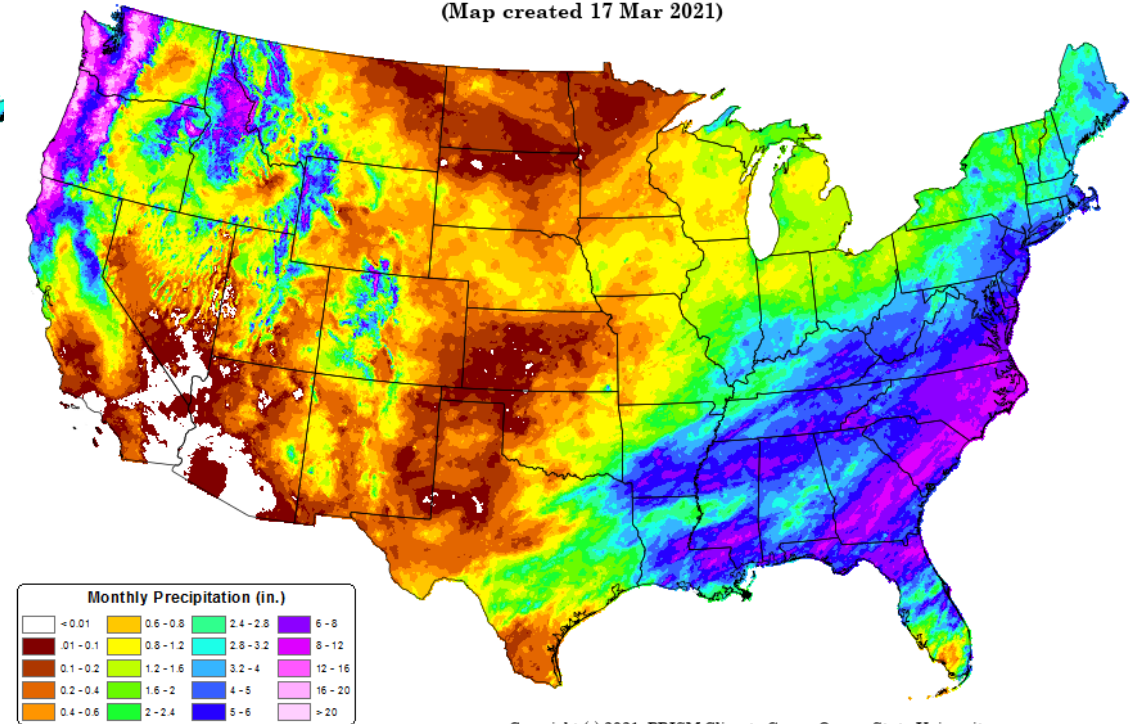 (Map created 17 Mar 2021)
Monthly Precipitation (in.)
< 0.01 0.6 - 0.8 2.4 - 2.8 6 - 8
.01 - 0.1 0.8 - 1.2 2.8 - 3.2 8 - 12
0.1 - 0.2 1.2 - 1.6 3.2 - 4 12 - 16
0.2 - 0.4 1.6 - 2 4 - 5 16 - 20
0.4 - 0.6 2 - 2.4 5 - 6 > 20